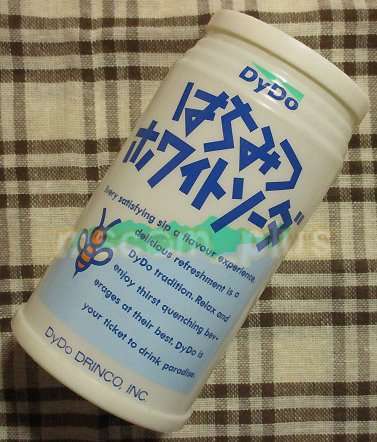 DyDo
はちみつ
ホワイトソーダ
Every satisfying sip a flavour experience,
delicious refreshment is a
DyDo tradition. Relax and
enjoy thirst quenching bev-
erages at their best, DyDo is
your ticket to drink paradise.
DyDo DRINCO, INC